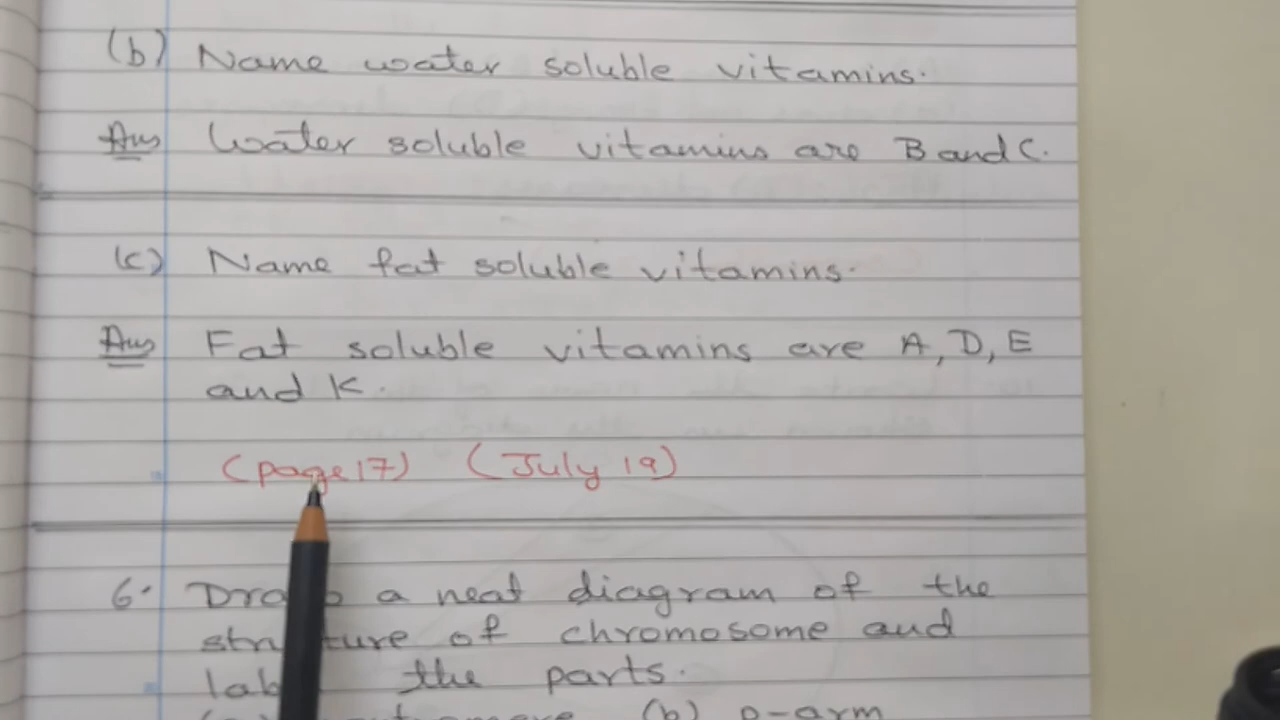 (b) Name water soluble vitamins.
Ans Water soluble vitamins are B and C.
(c) Name fat soluble vitamins.
Ans Fat soluble vitamins are A, D, E
and K.
(page 17) (July 19)
6. a neat diagram of the
of chromosome and
the parts.
(b) p-arm